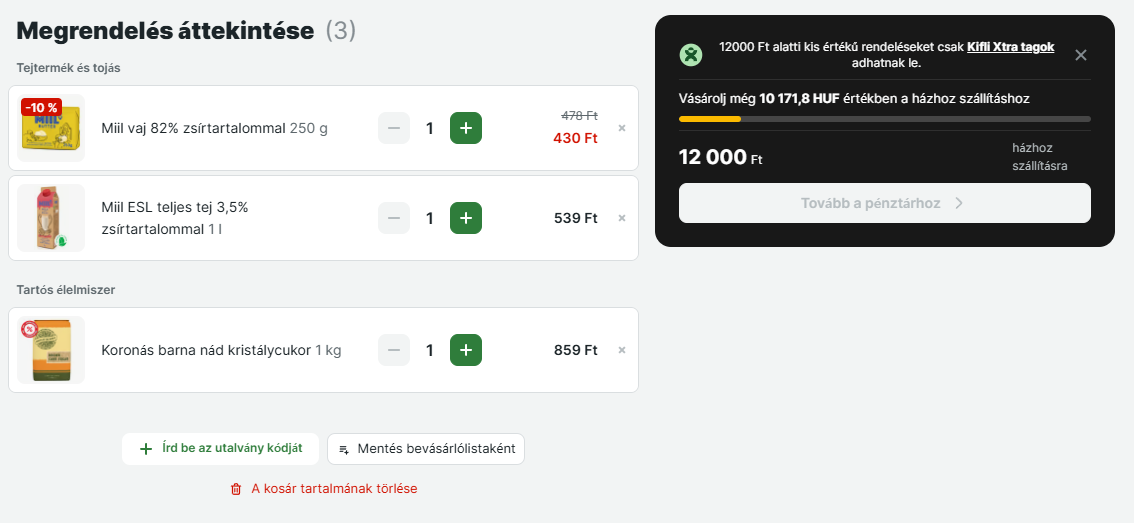 Megrendelés áttekintése (3)
Tejtermék és tojás
-10 %
Miil
Miil vaj 82% zsírtartalommal 250 g
1
478 Ft
430 Ft
Miil ESL teljes tej 3,5%
zsírtartalommal 1 l
1
539 Ft
Tartós élelmiszer
Koronás barna nád kristálycukor 1 kg
1
859 Ft
Írd be az utalvány kódját
Mentés bevásárlólistaként
A kosár tartalmának törlése
12000 Ft alatti kis értékű rendeléseket csak Kifli Xtra tagok
adhatnak le.
Vásárolj még 10 171,8 HUF értékben a házhoz szállításhoz
12 000 Ft
házhoz
szállításra
Tovább a pénztárhoz